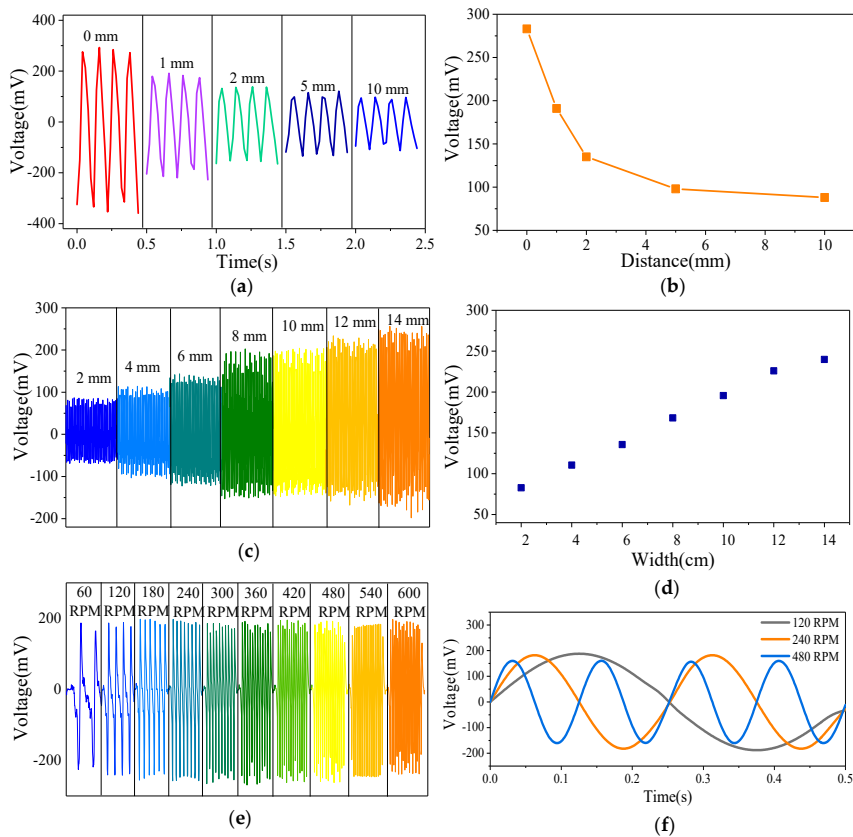 400
200
0
-200
-400
Voltage(mV)
0 mm
1 mm
2 mm
5 mm
10 mm
0.0
0.5
1.0
1.5
2.0
2.5
Time(s)
(a)
300
250
200
150
100
50
Voltage(mV)
0
2
4
6
8
10
Distance(mm)
(b)
300
200
100
0
-100
-200
Voltage(mV)
2 mm
4 mm
6 mm
8 mm
10 mm
12 mm
14 mm
(c)
300
250
200
150
100
50
Voltage(mV)
2
4
6
8
10
12
14
Width(cm)
(d)
200
0
-200
Voltage(mV)
60 120 180 240 300 360 420 480 540 600
RPM RPM RPM RPM RPM RPM RPM RPM RPM RPM
(e)
300
200
100
0
-100
-200
Voltage(mV)
120 RPM
240 RPM
480 RPM
0.0
0.1
0.2
0.3
0.4
0.5
Time(s)
(f)